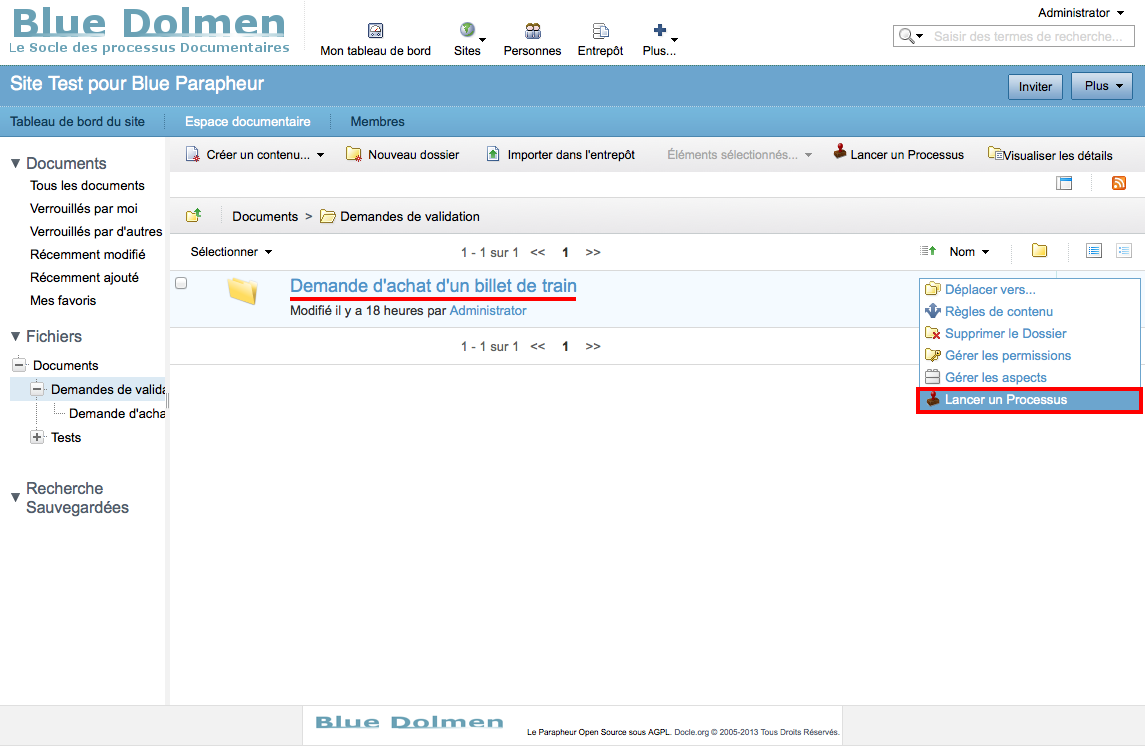 Blue Dolmen
Le Socle des processus Documentaires
Mon tableau de bord
Sites
Personnes
Entrepôt
Plus...
Administrator
Saisir des termes de recherche...
Site Test pour Blue Parapheur
Inviter
Plus
Tableau de bord du site
Espace documentaire
Membres
Documents
Tous les documents
Verrouillés par moi
Verrouillés par d'autres
Récemment modifié
Récemment ajouté
Mes favoris
Fichiers
Documents
Demandes de valida
Demande d'acha
Tests
Recherche
Sauvegardées
Créer un contenu...
Nouveau dossier
Importer dans l'entrepôt
Éléments sélectionnés...
Lancer un Processus
Visualiser les détails
Documents > Demandes de validation
Sélectionner
1 - 1 sur 1 << 1 >>
Nom
Demande d'achat d'un billet de train
Modifié il y a 18 heures par Administrator
Déplacer vers...
Règles de contenu
Supprimer le Dossier
Gérer les permissions
Gérer les aspects
Lancer un Processus
1 - 1 sur 1 << 1 >>
Blue Dolmen
Le Parapheur Open Source sous AGPL. Docle.org © 2005-2013 Tous Droits Réservés.